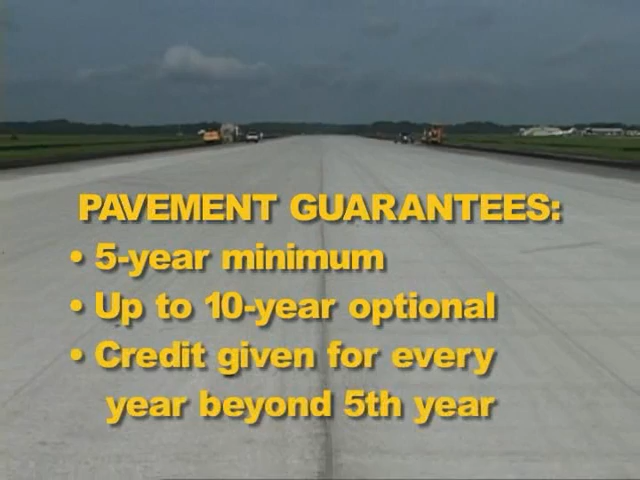 PAVEMENT GUARANTEES:
• 5-year minimum
• Up to 10-year optional
• Credit given for every
year beyond 5th year